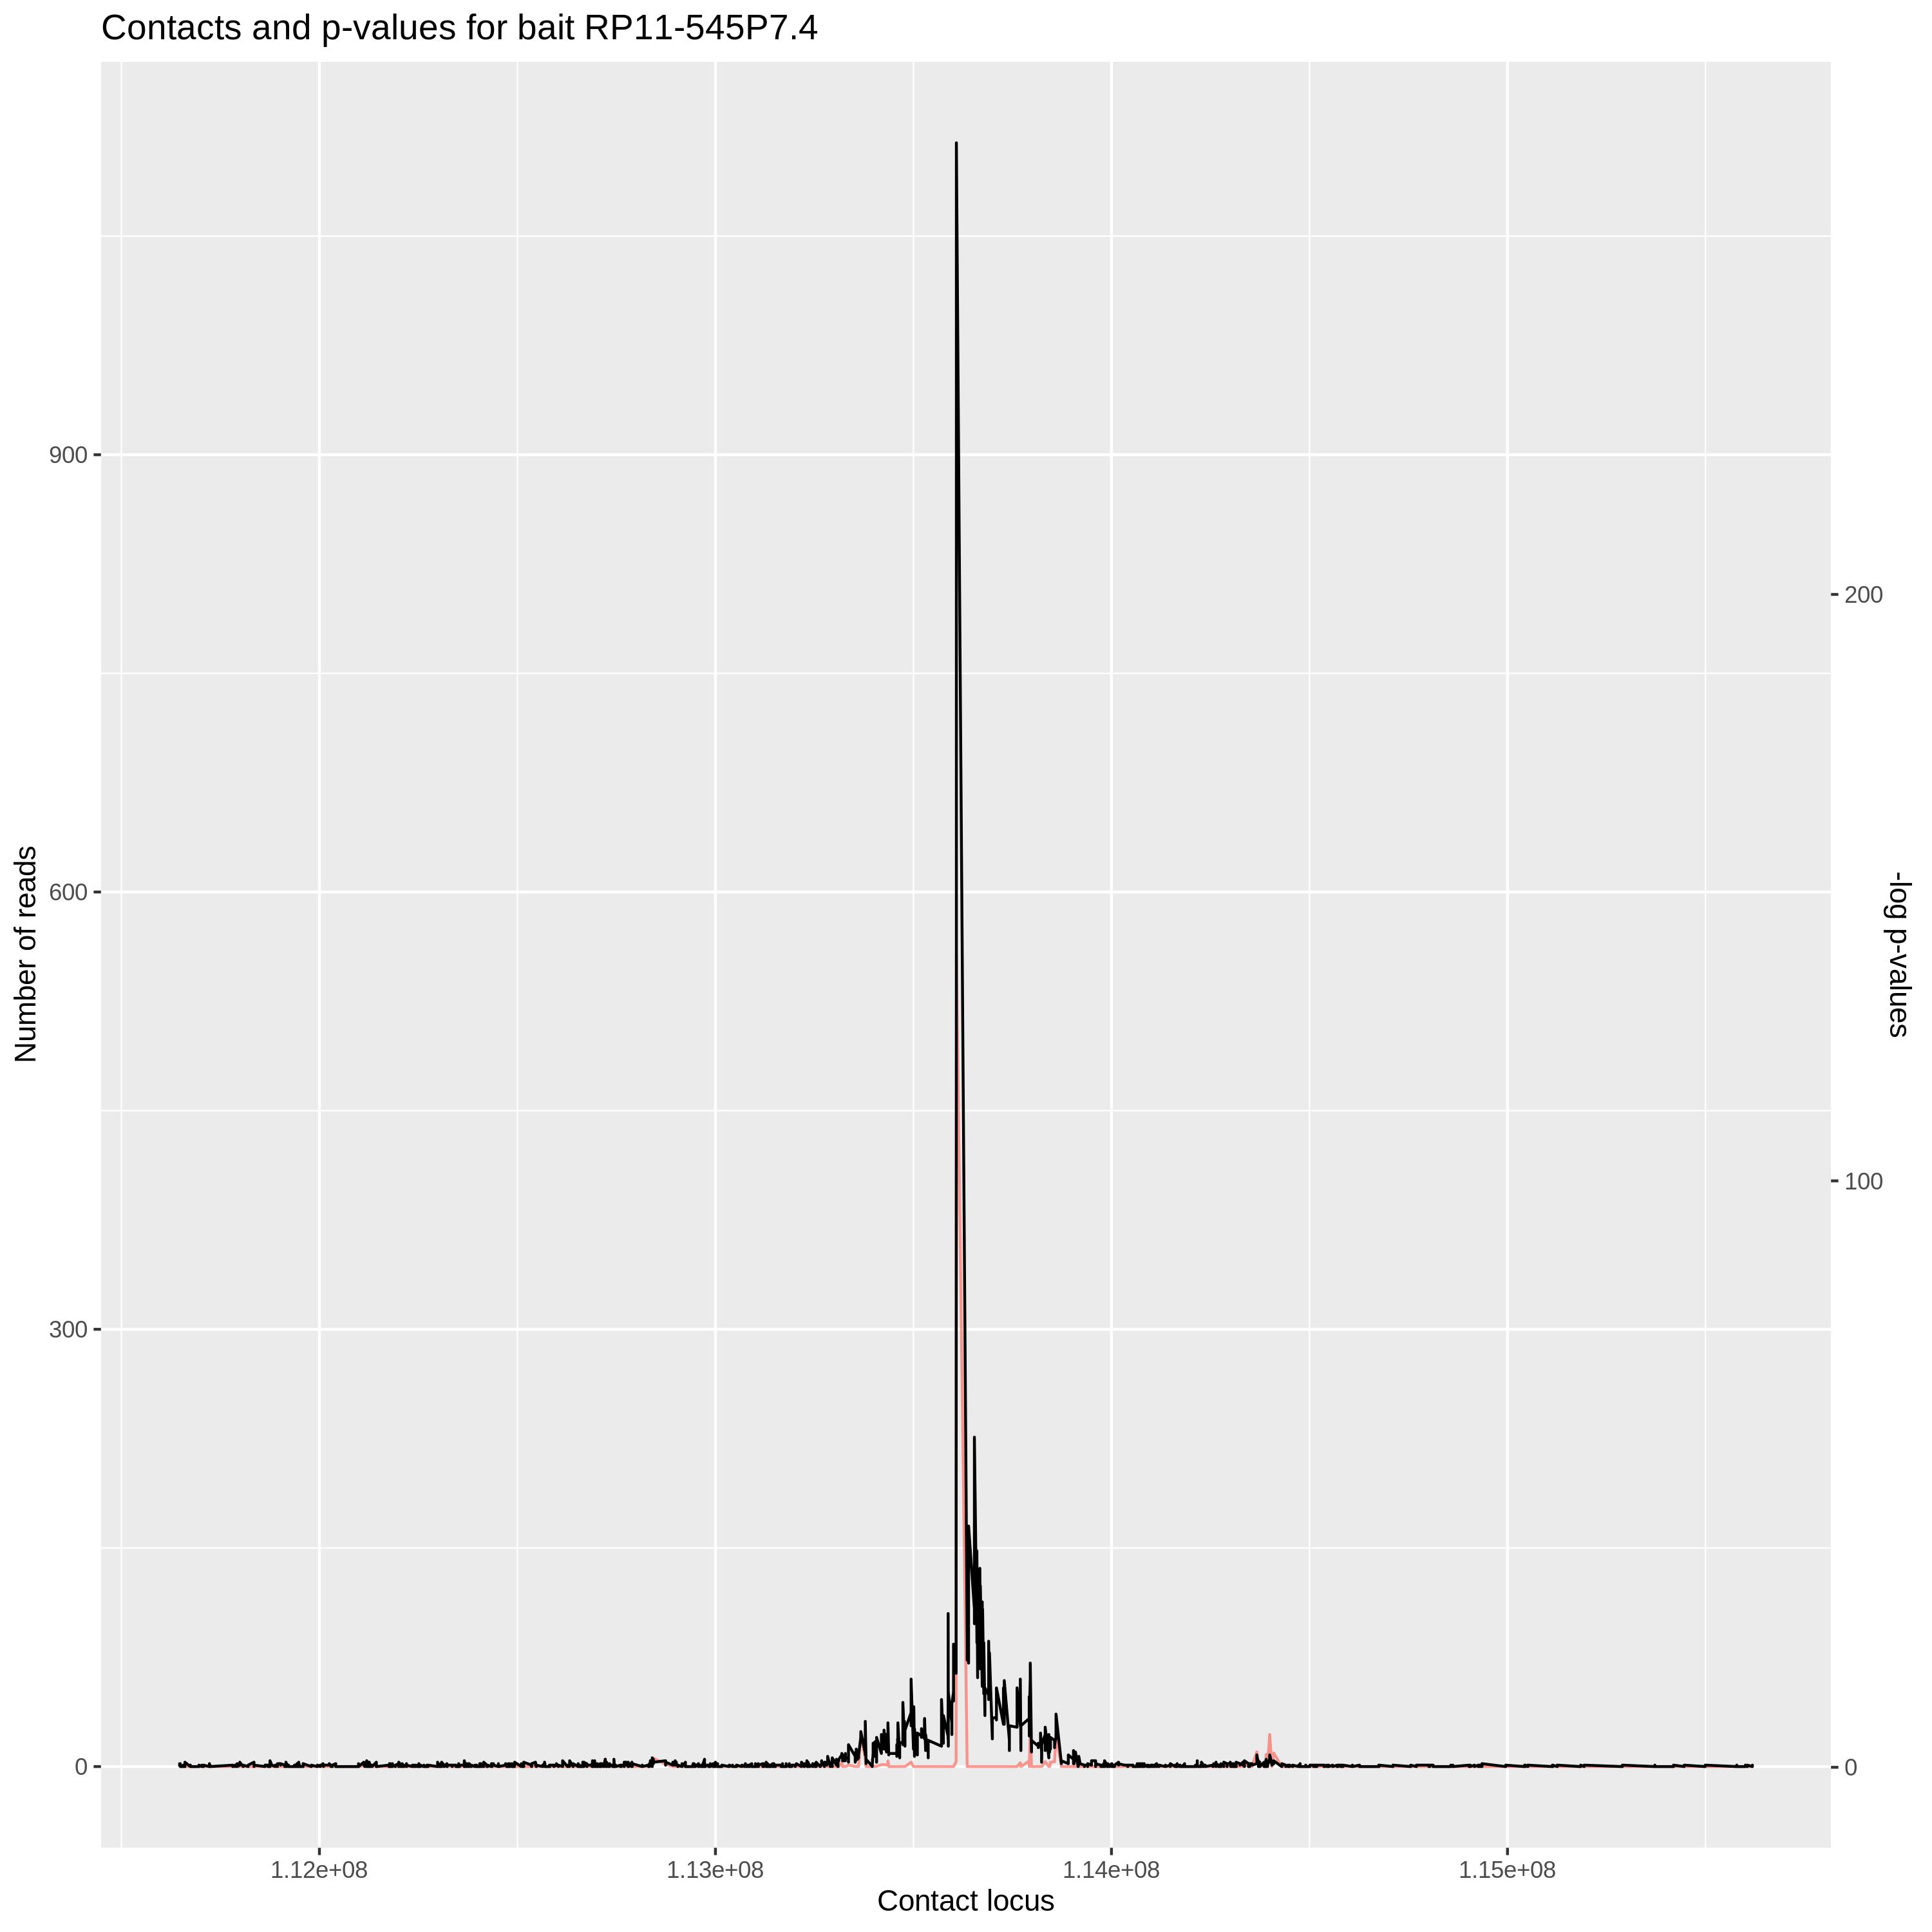 Contacts and p-values for bait RP11-545P7.4
900
600
300
0
Number of reads
200
100
0
-log p-values
1.12e+08 1.13e+08 1.14e+08 1.15e+08
Contact locus